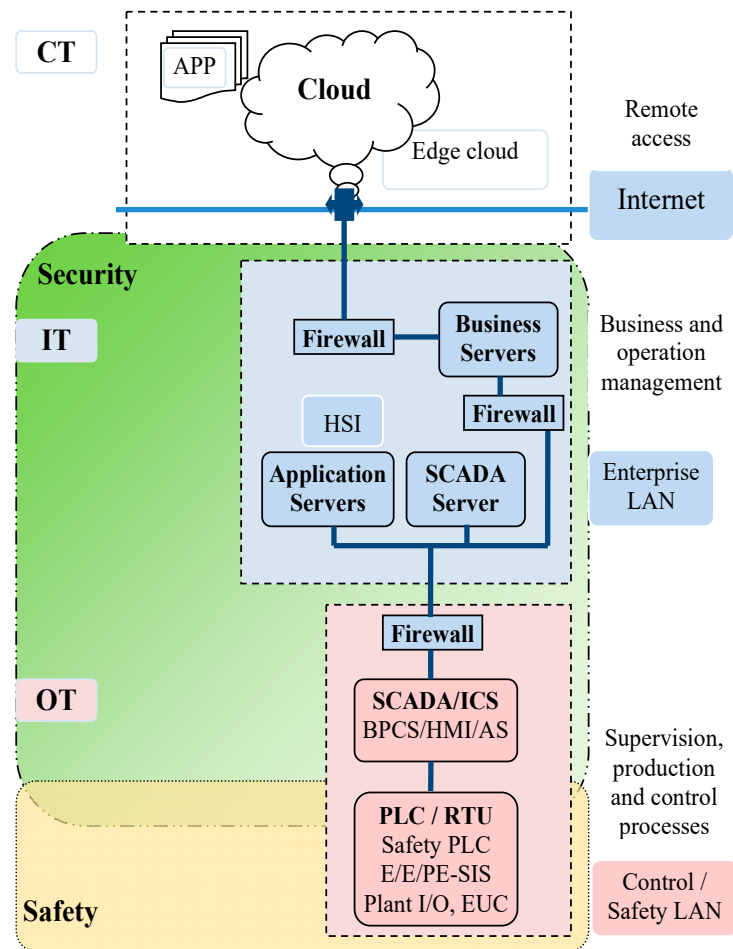 CT
APP
Cloud
Edge cloud
Remote
access
Internet
Security
IT
Firewall
Business
Servers
Business and
operation
management
Firewall
HSI
Application
Servers
SCADA
Server
Enterprise
LAN
Firewall
OT
SCADA/ICS
BPCS/HMI/AS
Supervision,
production
and control
processes
PLC / RTU
Safety PLC
E/E/PE-SIS
Plant I/O, EUC
Safety
Control /
Safety LAN